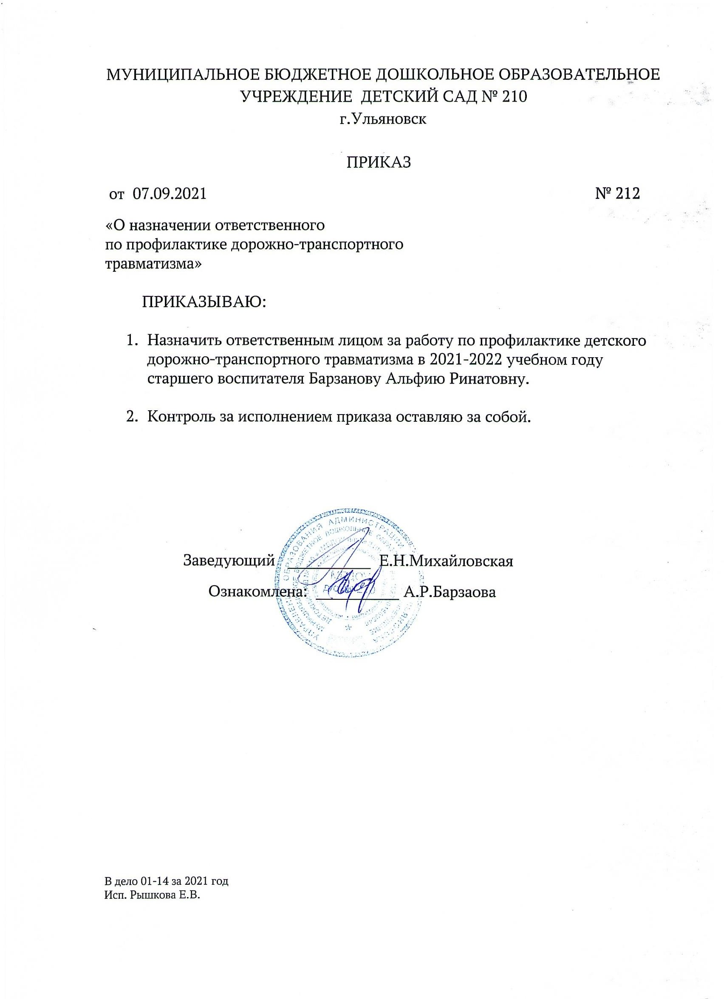 МУНИЦИПАЛЬНОЕ БЮДЖЕТНОЕ ДОШКОЛЬНОЕ ОБРАЗОВАТЕЛЬНОЕ
УЧРЕЖДЕНИЕ ДЕТСКИЙ САД № 210
г.Ульяновск
ПРИКАЗ
от 07.09.2021 № 212
«О назначении ответственного
по профилактике дорожно-транспортного
травматизма»
ПРИКАЗЫВАЮ:
1. Назначить ответственным лицом за работу по профилактике детского
дорожно-транспортного травматизма в 2021-2022 учебном году
старшего воспитателя Барзанову Альфию Ринатовну.
2. Контроль за исполнением приказа оставляю за собой.
Заведующий ____________ Е.Н.Михайловская
Ознакомлена: ____________ А.Р.Барзаова
ОБРАЗОВАНИЯ АДМИНИСТРАЦИИ
В дело 01-14 за 2021 год
Исп. Рышкова Е.В.